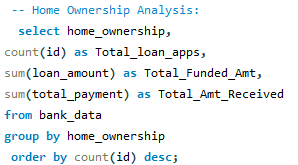 -- Home Ownership Analysis:
select home_ownership,
count(id) as Total_loan_apps,
sum(loan_amount) as Total_Funded_Amt,
sum(total_payment) as Total_Amt_Received
from bank_data
group by home_ownership
order by count(id) desc;